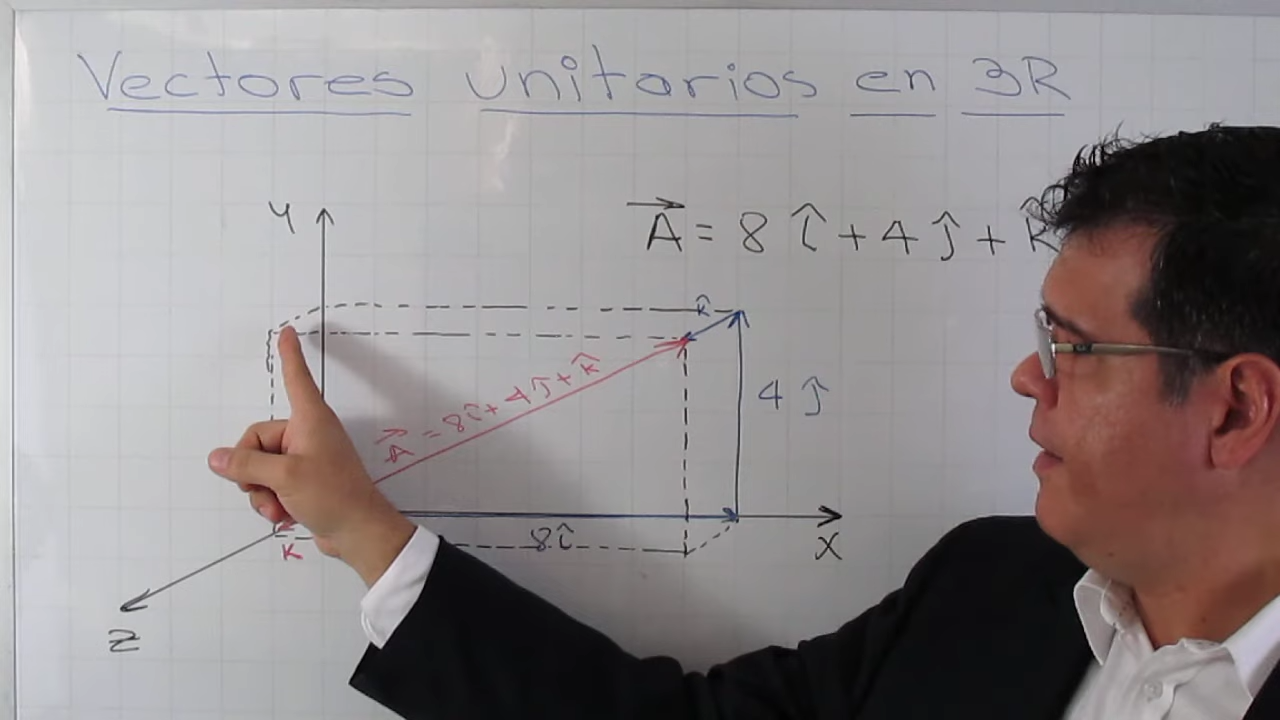 Vectores unitarios en 3R
Y
A⃗ = 8 î + 4 ĵ + k̂
k̂
A⃗ = 8î + 4ĵ + k̂
4 ĵ
8î
X
K
Z